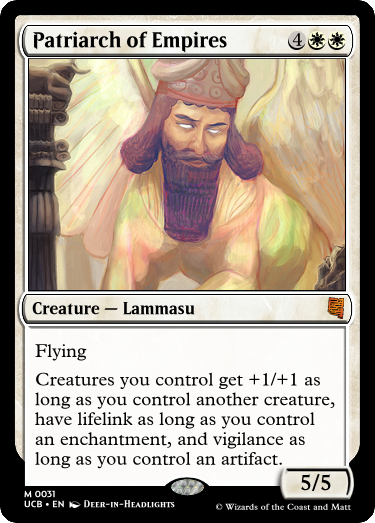 Patriarch of Empires 4
Creature — Lammasu
Flying
Creatures you control get +1/+1 as
long as you control another creature,
have lifelink as long as you control
an enchantment, and vigilance as
long as you control an artifact.
5/5
M 0031
UCB • EN Deer-in-Headlights
© Wizards of the Coast and Matt